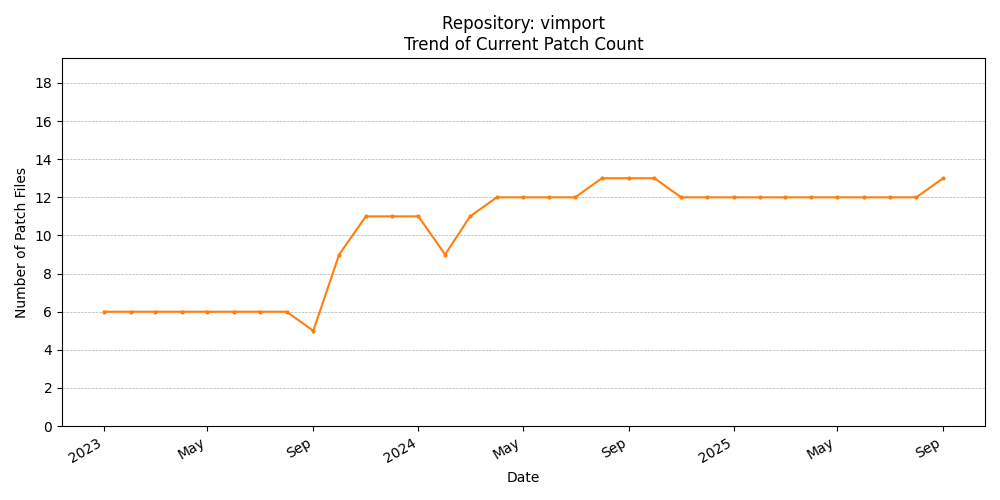 Repository: vimport
Trend of Current Patch Count
Number of Patch Files
18
16
14
12
10
8
6
4
2
0
2023
May
Sep
2024
May
Sep
2025
May
Sep
Date